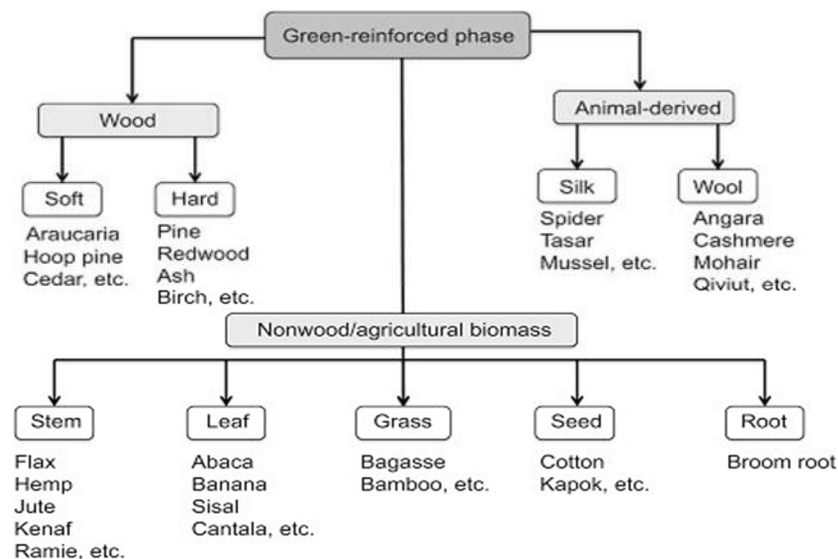 Green-reinforced phase
Wood
Animal-derived
Soft
Hard
Silk
Wool
Araucaria
Hoop pine
Cedar, etc.
Pine
Redwood
Ash
Birch, etc.
Spider
Tasar
Mussel, etc.
Angara
Cashmere
Mohair
Qiviut, etc.
Nonwood/agricultural biomass
Stem
Leaf
Grass
Seed
Root
Flax
Hemp
Jute
Kenaf
Ramie, etc.
Abaca
Banana
Sisal
Cantala, etc.
Bagasse
Bamboo, etc.
Cotton
Kapok, etc.
Broom root